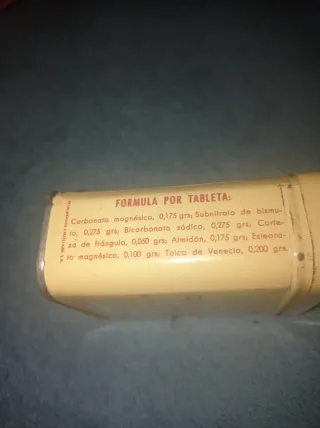 FORMULA POR TABLETA:
Carbonato magnésico, 0,175 grs; Subnitrato de bismu-
to, 0,275 grs; Bicarbonato sódico, 0,275 grs; Corte-
za de frángula, 0,050 grs; Almidón, 0,175 grs; Esteara-
to magnésico, 0,100 grs; Talco de Venecia, 0,200 grs.